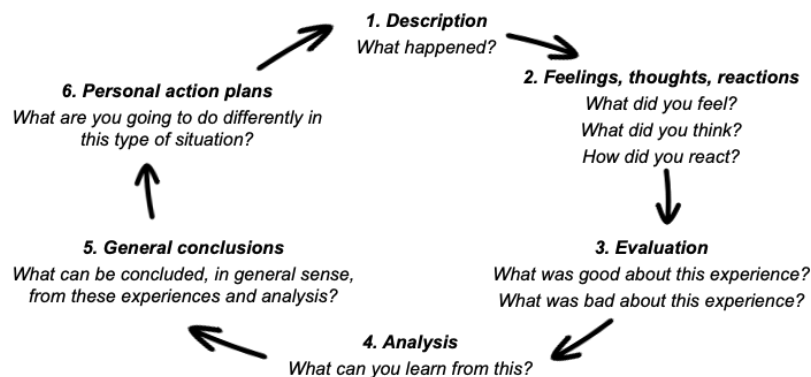 1. Description
What happened?
2. Feelings, thoughts, reactions
What did you feel?
What did you think?
How did you react?
3. Evaluation
What was good about this experience?
What was bad about this experience?
4. Analysis
What can you learn from this?
5. General conclusions
What can be concluded, in general sense,
from these experiences and analysis?
6. Personal action plans
What are you going to do differently in
this type of situation?